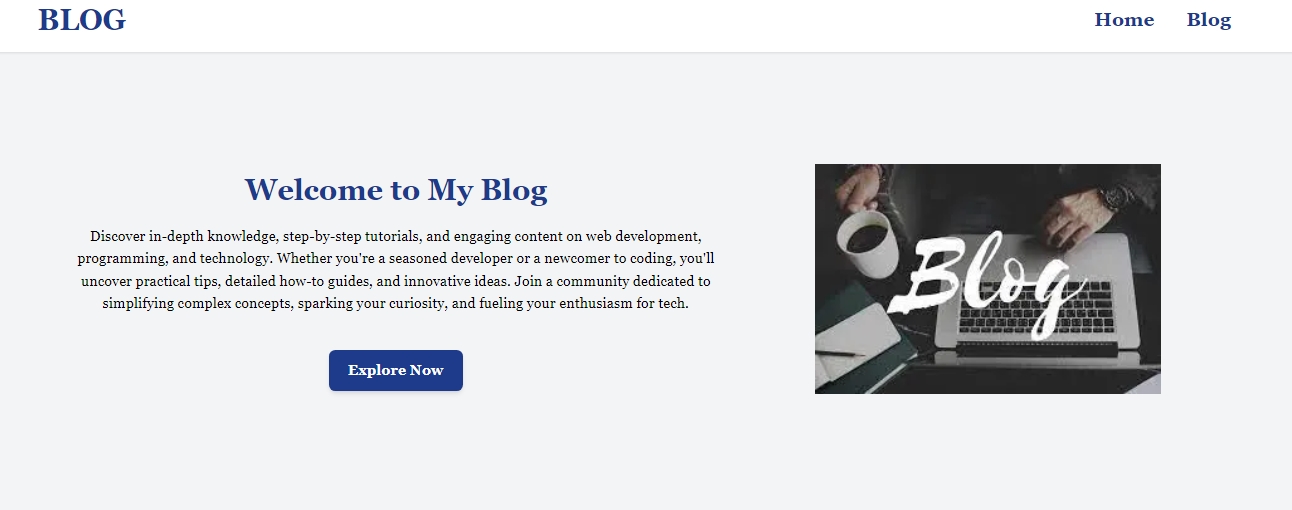 BLOG
Home
Blog
Welcome to My Blog
Discover in-depth knowledge, step-by-step tutorials, and engaging content on web development,
programming, and technology. Whether you're a seasoned developer or a newcomer to coding, you'll
uncover practical tips, detailed how-to guides, and innovative ideas. Join a community dedicated to
simplifying complex concepts, sparking your curiosity, and fueling your enthusiasm for tech.
Explore Now
Blog